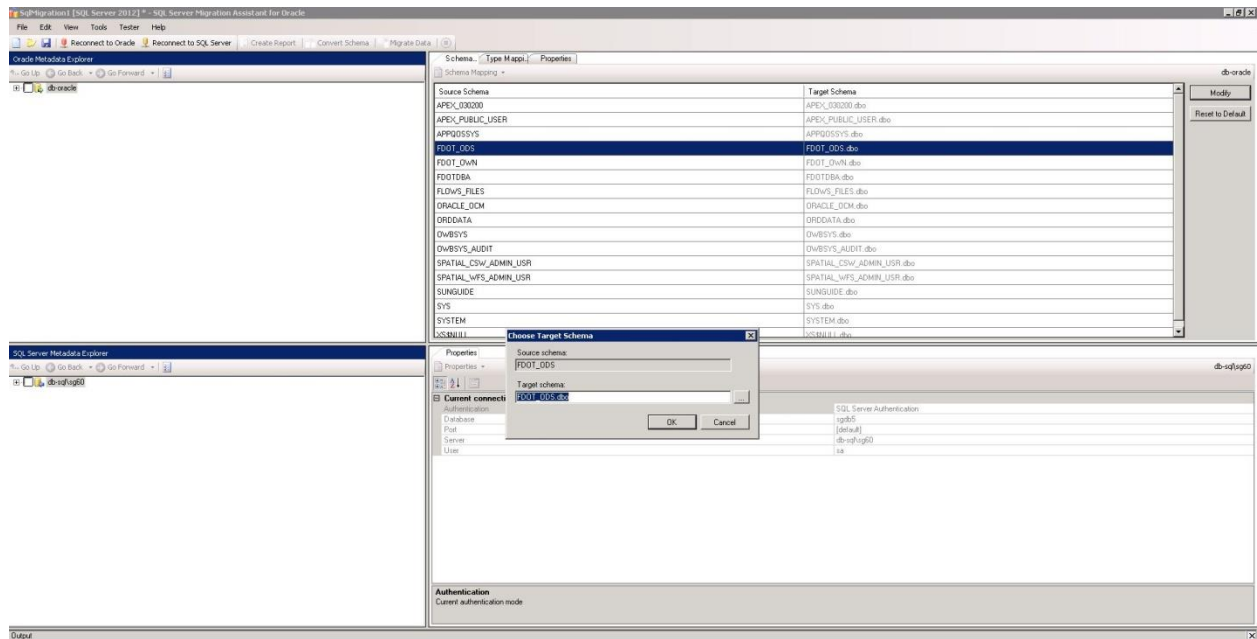 SqlMigration1 [SQL Server 2012] * - SQL Server Migration Assistant for Oracle
File Edit View Tools Tester Help
Reconnect to Oracle Reconnect to SQL Server Create Report Convert Schema Migrate Data
Oracle Metadata Explorer
Go Up Go Back Go Forward
db-oracle
Schema... Type Mappi... Properties
Schema Mapping db-oracle
Source Schema Target Schema
APEX_030200 APEX_030200.dbo
APEX_PUBLIC_USER APEX_PUBLIC_USER.dbo
APPQOSSYS APPQOSSYS.dbo
FDOT_ODS FDOT_ODS.dbo
FDOT_OWN FDOT_OWN.dbo
FDOTDBA FDOTDBA.dbo
FLOWS_FILES FLOWS_FILES.dbo
ORACLE_OCM ORACLE_OCM.dbo
ORDDATA ORDDATA.dbo
OWBSYS OWBSYS.dbo
OWBSYS_AUDIT OWBSYS_AUDIT.dbo
SPATIAL_CSW_ADMIN_USR SPATIAL_CSW_ADMIN_USR.dbo
SPATIAL_WFS_ADMIN_USR SPATIAL_WFS_ADMIN_USR.dbo
SUNGUIDE SUNGUIDE.dbo
SYS SYS.dbo
SYSTEM SYSTEM.dbo
XS$NULL XS$NULL.dbo
Modify
Reset to Default
Choose Target Schema
Source schema:
FDOT_ODS
Target schema:
FDOT_ODS.dbo
...
OK Cancel
SQL Server Metadata Explorer
Go Up Go Back Go Forward
db-sql\sg60
Properties
Properties db-sql\sg60
Current connecti
Authentication SQL Server Authentication
Database sgdb5
Port [default]
Server db-sql\sg60
User sa
Authentication
Current authentication mode
Output